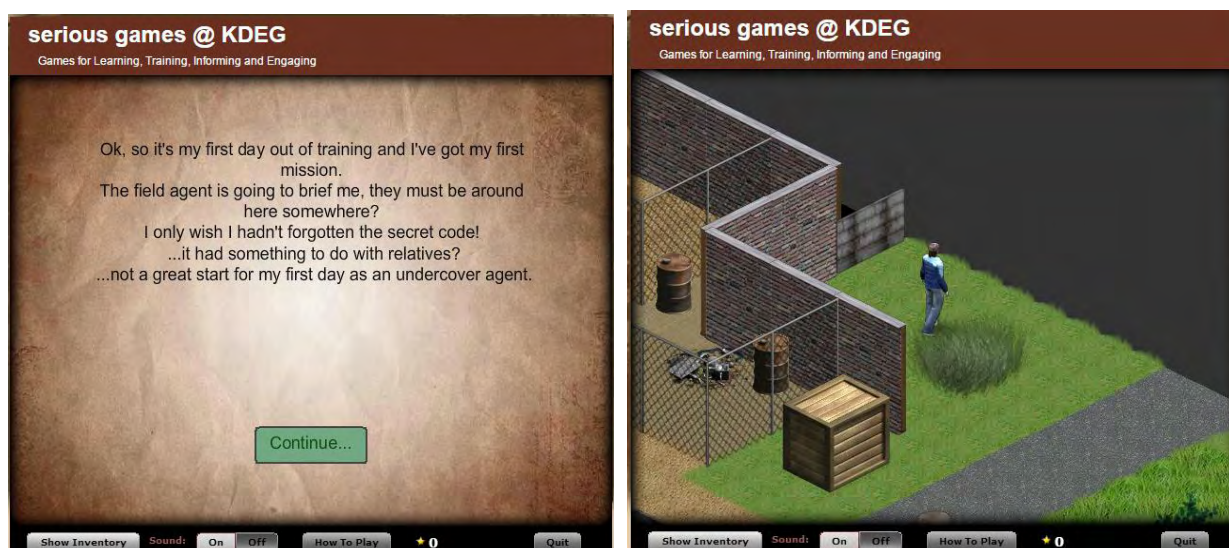 serious games @ KDEG
Games for Learning, Training, Informing and Engaging
Ok, so it's my first day out of training and I've got my first
mission.
The field agent is going to brief me, they must be around
here somewhere?
I only wish I hadn't forgotten the secret code!
...it had something to do with relatives?
...not a great start for my first day as an undercover agent.
Continue...
Show Inventory Sound: On Off How To Play 0 Quit
serious games @ KDEG
Games for Learning, Training, Informing and Engaging
Show Inventory Sound: On Off How To Play 0 Quit